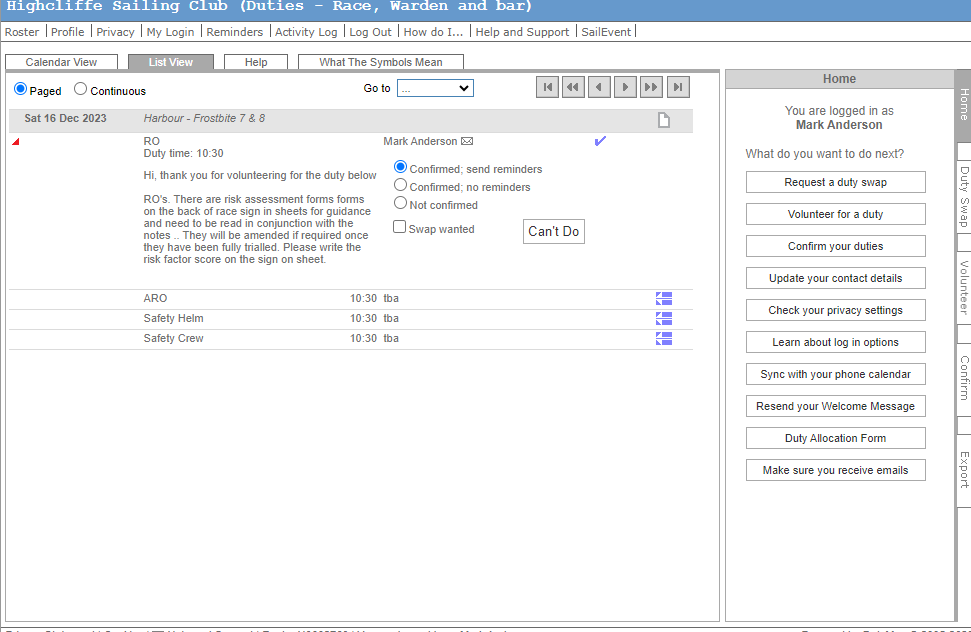 Highcliffe Sailing Club (Duties - Race, Warden and bar)
Roster | Profile | Privacy | My Login | Reminders | Activity Log | Log Out | How do I... | Help and Support | SailEvent |
Calendar View List View Help What The Symbols Mean
Paged Continuous Go to ...
Sat 16 Dec 2023 Harbour - Frostbite 7 & 8
RO Mark Anderson
Duty time: 10:30
Hi, thank you for volunteering for the duty below
RO's. There are risk assessment forms forms
on the back of race sign in sheets for guidance
and need to be read in conjunction with the
notes .. They will be amended if required once
they have been fully trialled. Please write the
risk factor score on the sign on sheet.
Confirmed; send reminders
Confirmed; no reminders
Not confirmed
Swap wanted Can't Do
ARO 10:30 tba
Safety Helm 10:30 tba
Safety Crew 10:30 tba
Home
You are logged in as
Mark Anderson
What do you want to do next?
Request a duty swap
Volunteer for a duty
Confirm your duties
Update your contact details
Check your privacy settings
Learn about log in options
Sync with your phone calendar
Resend your Welcome Message
Duty Allocation Form
Make sure you receive emails
Home
Duty Swap
Volunteer
Confirm
Export